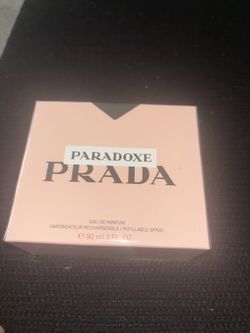 PARADOXE
PRADA
EAU DE PARFUM
VAPORISATEUR RECHARGEABLE / REFILLABLE SPRAY
℮ 90 ml 3 FL. OZ.